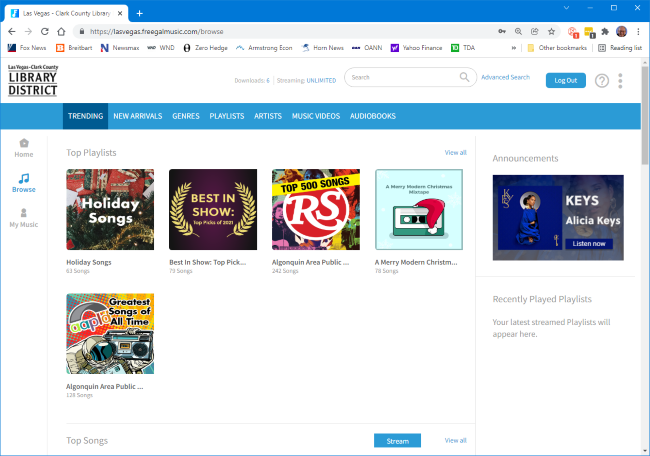 Las Vegas - Clark County Library
https://lasvegas.freegalmusic.com/browse
Fox News Breitbart Newsmax WND Zero Hedge Armstrong Econ Horn News OANN Yahoo Finance TDA » Other bookmarks Reading list
Las Vegas-Clark County
LIBRARY
DISTRICT
Downloads: 6 Streaming: UNLIMITED
Search
Advanced Search
Log Out
TRENDING NEW ARRIVALS GENRES PLAYLISTS ARTISTS MUSIC VIDEOS AUDIOBOOKS
Home
Browse
My Music
Top Playlists View all
Holiday
Songs
BEST IN
SHOW:
Top Picks of 2021
TOP 500 SONGS
RS
A Merry Modern Christmas
Mixtape
Holiday Songs
63 Songs
Best In Show: Top Pick...
79 Songs
Algonquin Area Public ...
242 Songs
A Merry Modern Christm...
78 Songs
Greatest
Songs of
All Time
aapld
Algonquin Area Public ...
128 Songs
Top Songs Stream View all
Announcements
KEYS
KEYS
Alicia Keys
Listen now
Recently Played Playlists
Your latest streamed Playlists will
appear here.